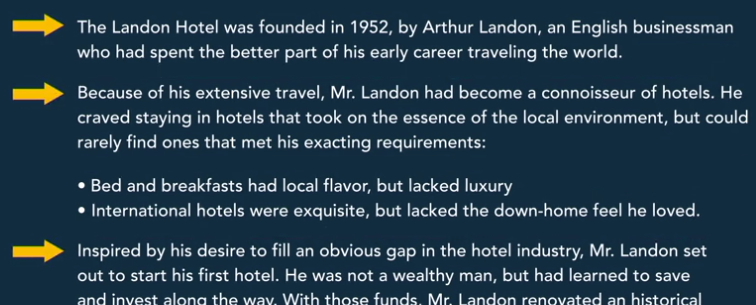 The Landon Hotel was founded in 1952, by Arthur Landon, an English businessman
who had spent the better part of his early career traveling the world.
Because of his extensive travel, Mr. Landon had become a connoisseur of hotels. He
craved staying in hotels that took on the essence of the local environment, but could
rarely find ones that met his exacting requirements:
• Bed and breakfasts had local flavor, but lacked luxury
• International hotels were exquisite, but lacked the down-home feel he loved.
Inspired by his desire to fill an obvious gap in the hotel industry, Mr. Landon set
out to start his first hotel. He was not a wealthy man, but had learned to save
and invest along the way. With those funds, Mr. Landon renovated an historical